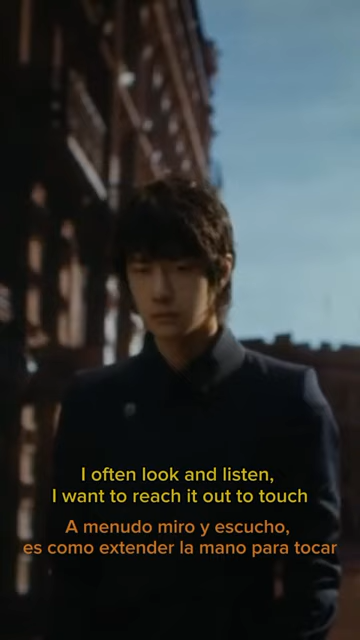 I often look and listen,
I want to reach it out to touch
A menudo miro y escucho,
es como extender la mano para tocar